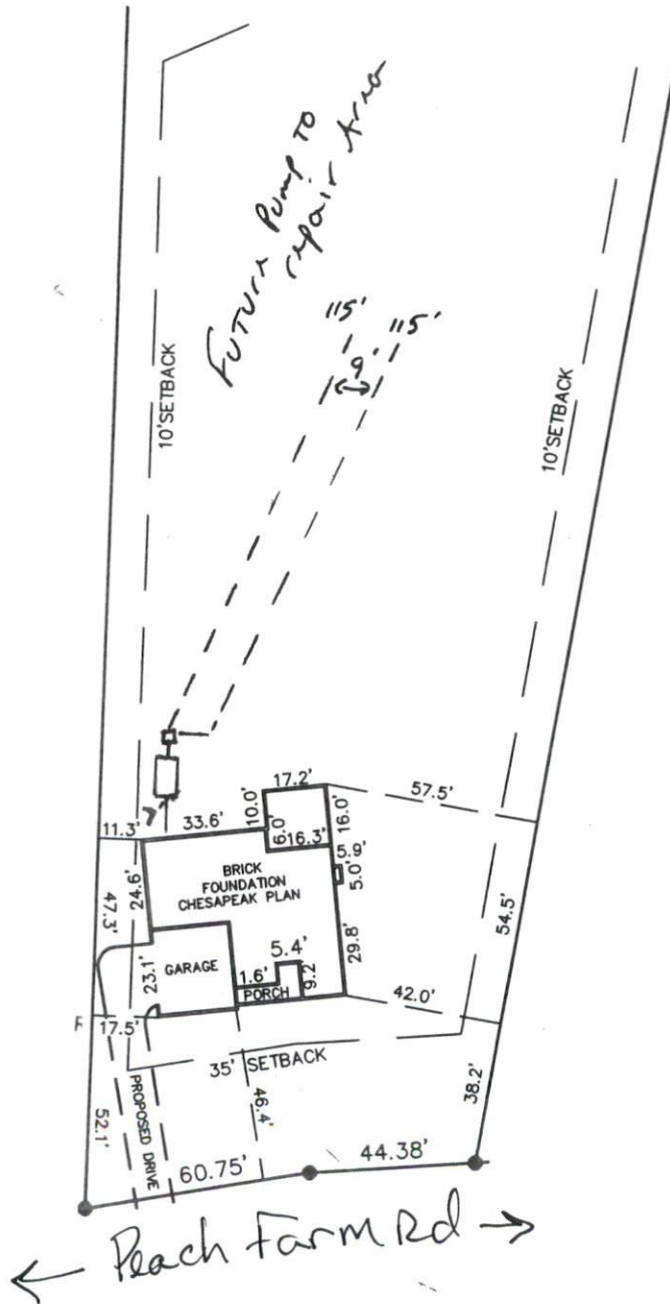 Future Pump To
repair Area
115'
115'
9'
10'SETBACK
10'SETBACK
17.2'
57.5'
11.3'
33.6'
10.0'
6.0'
16.3'
16.0'
5.9'
5.0'
BRICK
FOUNDATION
CHESAPEAK PLAN
24.6'
47.3'
54.5'
29.8'
GARAGE
23.1'
5.4'
1.6'
9.2'
PORCH
42.0'
17.5'
35' SETBACK
38.2'
46.4'
52.1'
PROPOSED DRIVE
60.75'
44.38'
Peach Farm Rd